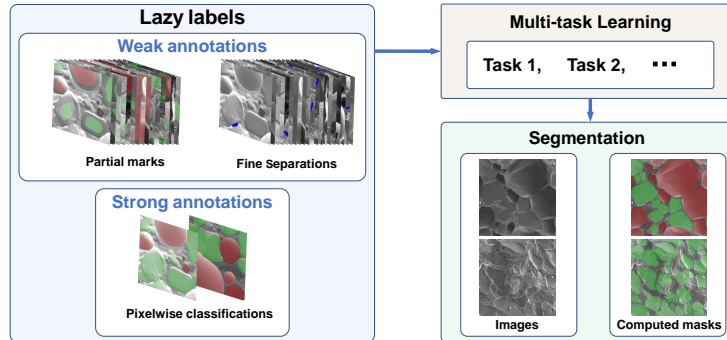 Lazy labels
Weak annotations
Partial marks
Fine Separations
Strong annotations
Pixelwise classifications
Multi-task Learning
Task 1, Task 2, ...
Segmentation
Images
Computed masks